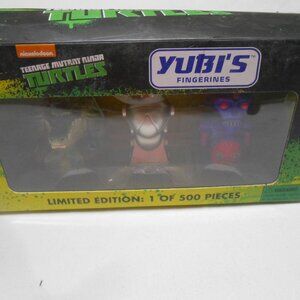 nickelodeon
TEENAGE MUTANT NINJA
TURTLES
YUBI'S
FINGERINES
LIMITED EDITION: 1 OF 500 PIECES